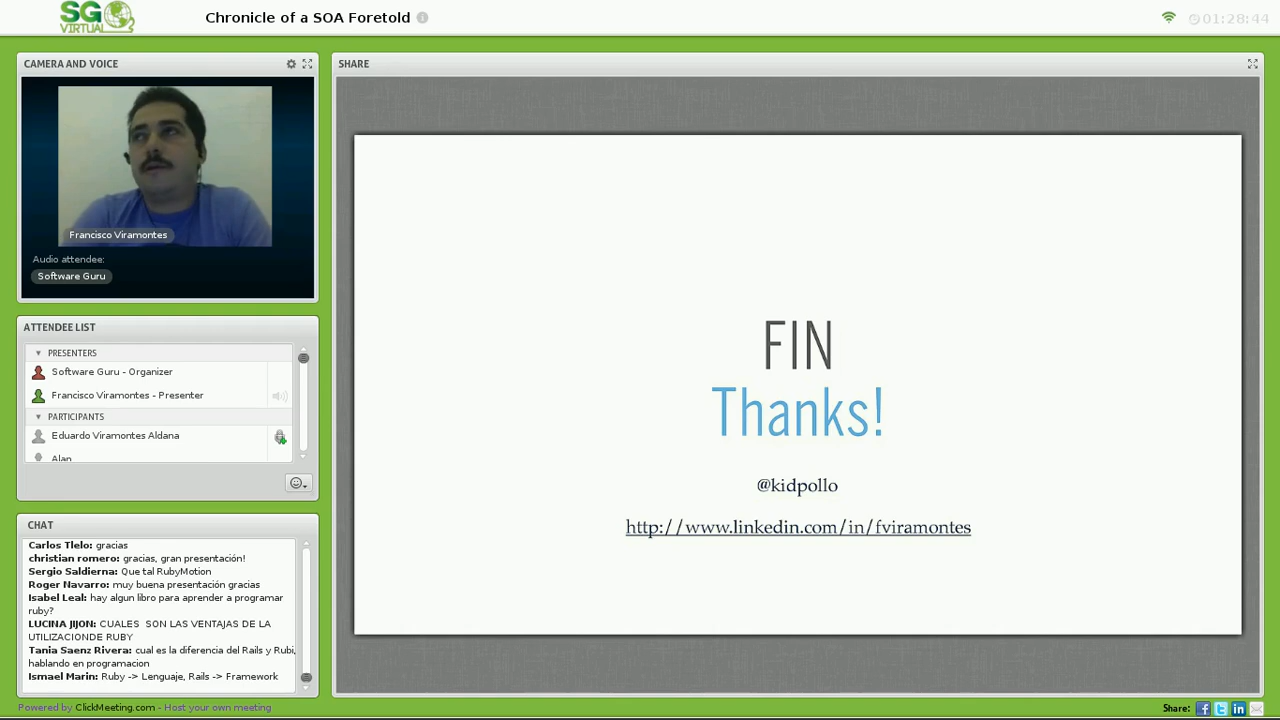 SG
VIRTUAL
Chronicle of a SOA Foretold
01:28:44
CAMERA AND VOICE
Francisco Viramontes
Audio attendee:
Software Guru
ATTENDEE LIST
PRESENTERS
Software Guru - Organizer
Francisco Viramontes - Presenter
PARTICIPANTS
Eduardo Viramontes Aldana
Alan
CHAT
Carlos Tlelo: gracias
christian romero: gracias, gran presentación!
Sergio Saldierna: Que tal RubyMotion
Roger Navarro: muy buena presentación gracias
Isabel Leal: hay algun libro para aprender a programar
ruby?
LUCINA JIJON: CUALES SON LAS VENTAJAS DE LA
UTILIZACIONDE RUBY
Tania Saenz Rivera: cual es la diferencia del Rails y Rubi,
hablando en programacion
Ismael Marin: Ruby -> Lenguaje, Rails -> Framework
SHARE
FIN
Thanks!
@kidpollo
http://www.linkedin.com/in/fviramontes
Powered by ClickMeeting.com - Host your own meeting
Share: